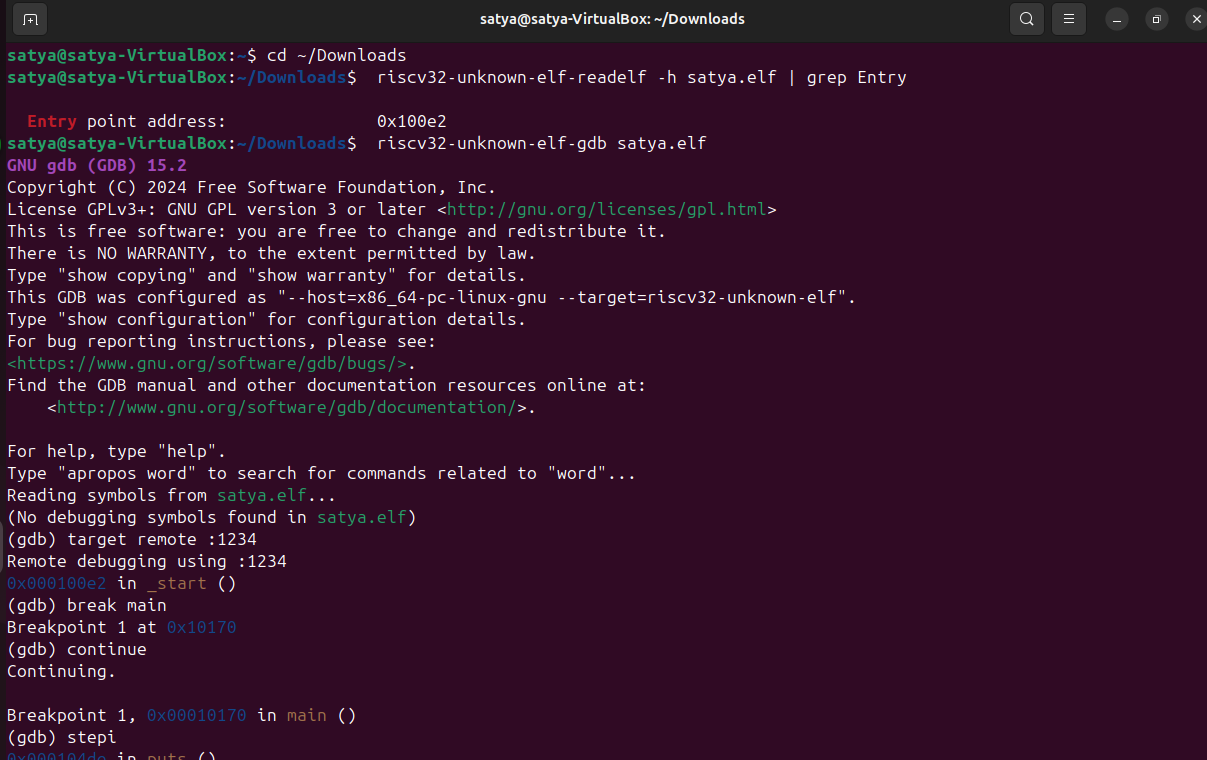 satya@satya-VirtualBox: ~/Downloads
satya@satya-VirtualBox:~$ cd ~/Downloads
satya@satya-VirtualBox:~/Downloads$  riscv32-unknown-elf-readelf -h satya.elf | grep Entry
  Entry point address:               0x100e2
satya@satya-VirtualBox:~/Downloads$  riscv32-unknown-elf-gdb satya.elf
GNU gdb (GDB) 15.2
Copyright (C) 2024 Free Software Foundation, Inc.
License GPLv3+: GNU GPL version 3 or later <http://gnu.org/licenses/gpl.html>
This is free software: you are free to change and redistribute it.
There is NO WARRANTY, to the extent permitted by law.
Type "show copying" and "show warranty" for details.
This GDB was configured as "--host=x86_64-pc-linux-gnu --target=riscv32-unknown-elf".
Type "show configuration" for configuration details.
For bug reporting instructions, please see:
<https://www.gnu.org/software/gdb/bugs/>.
Find the GDB manual and other documentation resources online at:
    <http://www.gnu.org/software/gdb/documentation/>.
For help, type "help".
Type "apropos word" to search for commands related to "word"...
Reading symbols from satya.elf...
(No debugging symbols found in satya.elf)
(gdb) target remote :1234
Remote debugging using :1234
0x000100e2 in _start ()
(gdb) break main
Breakpoint 1 at 0x10170
(gdb) continue
Continuing.
Breakpoint 1, 0x00010170 in main ()
(gdb) stepi
0x000104de in puts ()